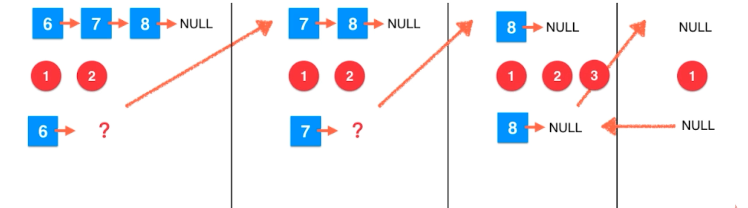 6 7 8 NULL
7 8 NULL
8 NULL
NULL
1 2
1 2
1 2 3
1
6 ?
7 ?
8 NULL
NULL